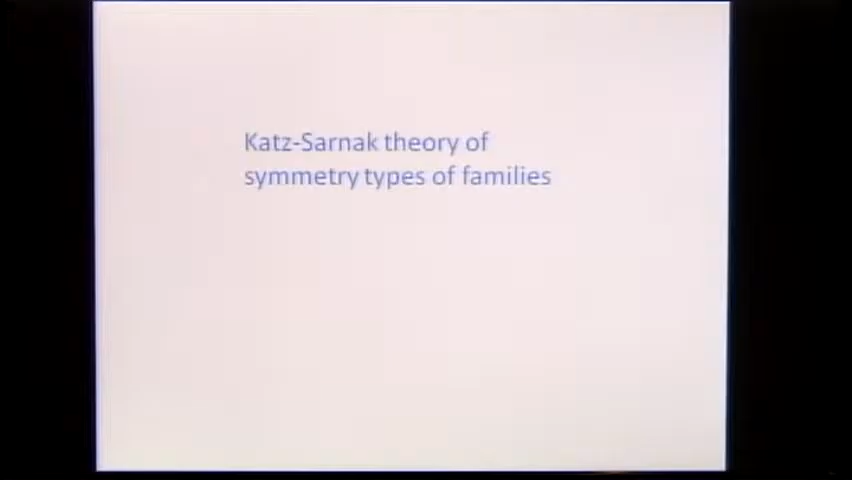 Katz-Sarnak theory of
symmetry types of families